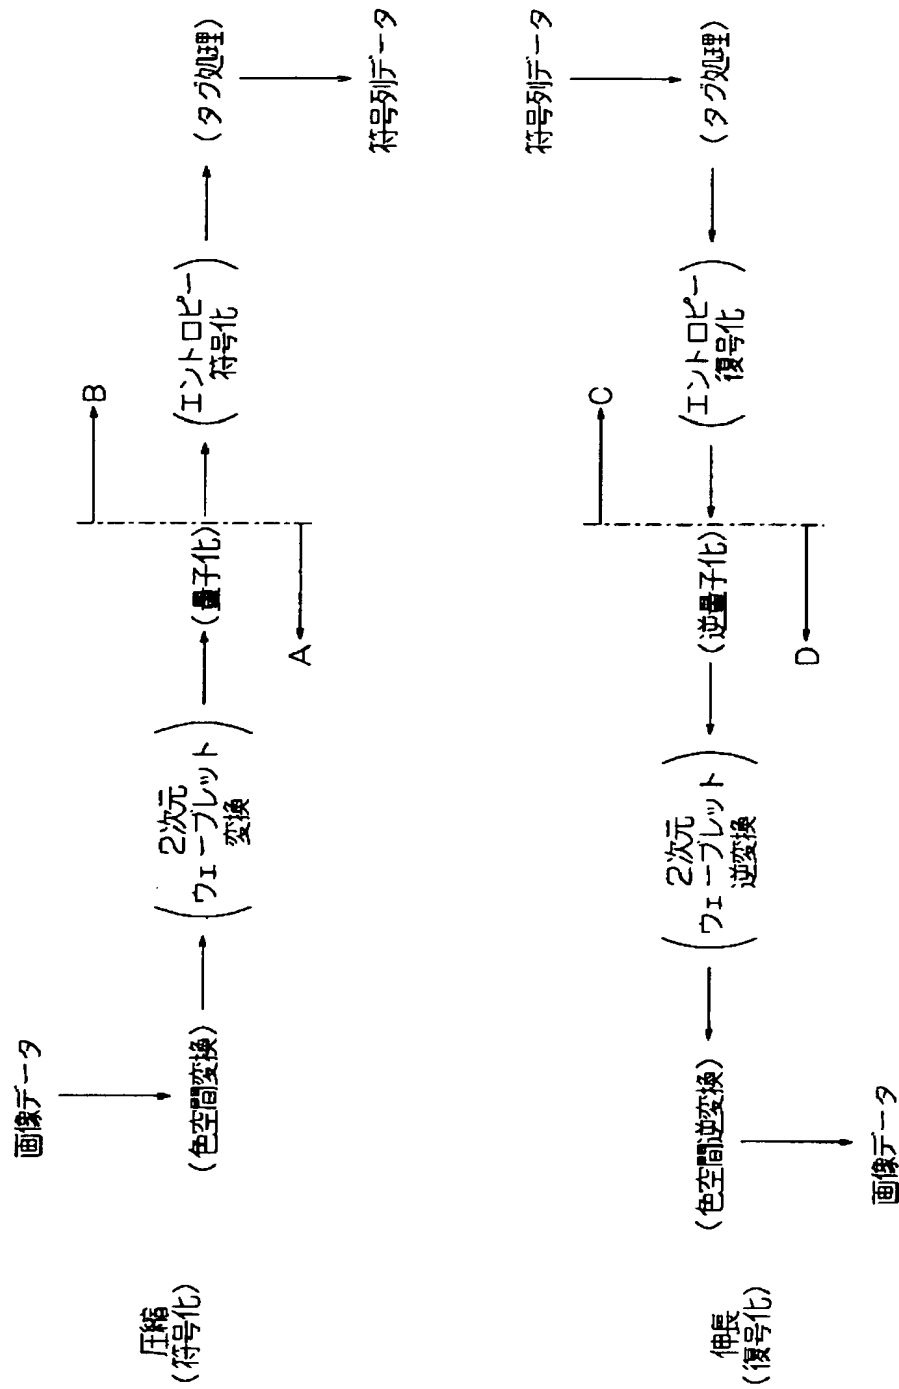 圧縮
(符号化)
画像データ
(色空間変換)
2次元
(ウェーブレット)
変換
(量子化)
A
B
(エントロピー)
符号化
(タグ処理)
符号列データ
伸長
(復号化)
画像データ
(色空間逆変換)
2次元
(ウェーブレット)
逆変換
(逆量子化)
D
C
(エントロピー)
復号化
(タグ処理)
符号列データ